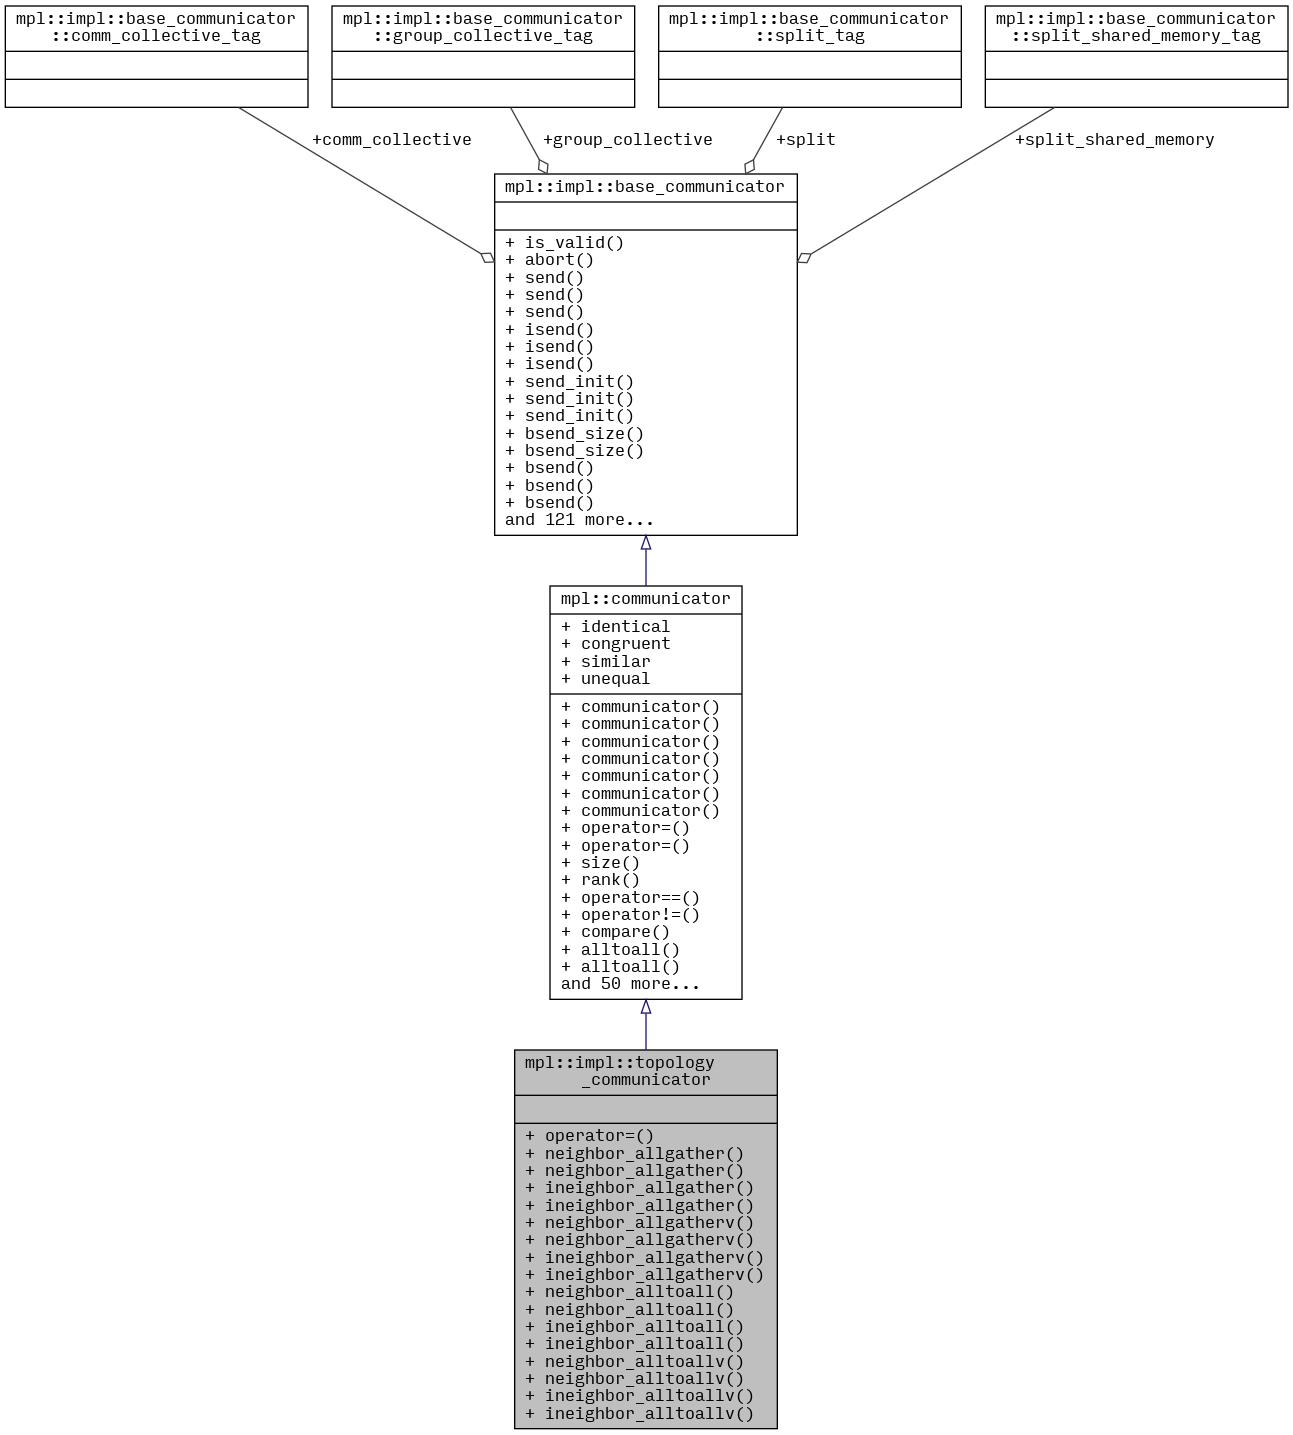 mpl::impl::base_communicator
::comm_collective_tag
mpl::impl::base_communicator
::group_collective_tag
mpl::impl::base_communicator
::split_tag
mpl::impl::base_communicator
::split_shared_memory_tag
+comm_collective
+group_collective
+split
+split_shared_memory
mpl::impl::base_communicator
+ is_valid()
+ abort()
+ send()
+ send()
+ send()
+ isend()
+ isend()
+ isend()
+ send_init()
+ send_init()
+ send_init()
+ bsend_size()
+ bsend_size()
+ bsend()
+ bsend()
+ bsend()
and 121 more...
mpl::communicator
+ identical
+ congruent
+ similar
+ unequal
+ communicator()
+ communicator()
+ communicator()
+ communicator()
+ communicator()
+ communicator()
+ communicator()
+ operator=()
+ operator=()
+ size()
+ rank()
+ operator==()
+ operator!=()
+ compare()
+ alltoall()
+ alltoall()
and 50 more...
mpl::impl::topology
_communicator
+ operator=()
+ neighbor_allgather()
+ neighbor_allgather()
+ ineighbor_allgather()
+ ineighbor_allgather()
+ neighbor_allgatherv()
+ neighbor_allgatherv()
+ ineighbor_allgatherv()
+ ineighbor_allgatherv()
+ neighbor_alltoall()
+ neighbor_alltoall()
+ ineighbor_alltoall()
+ ineighbor_alltoall()
+ neighbor_alltoallv()
+ neighbor_alltoallv()
+ ineighbor_alltoallv()
+ ineighbor_alltoallv()